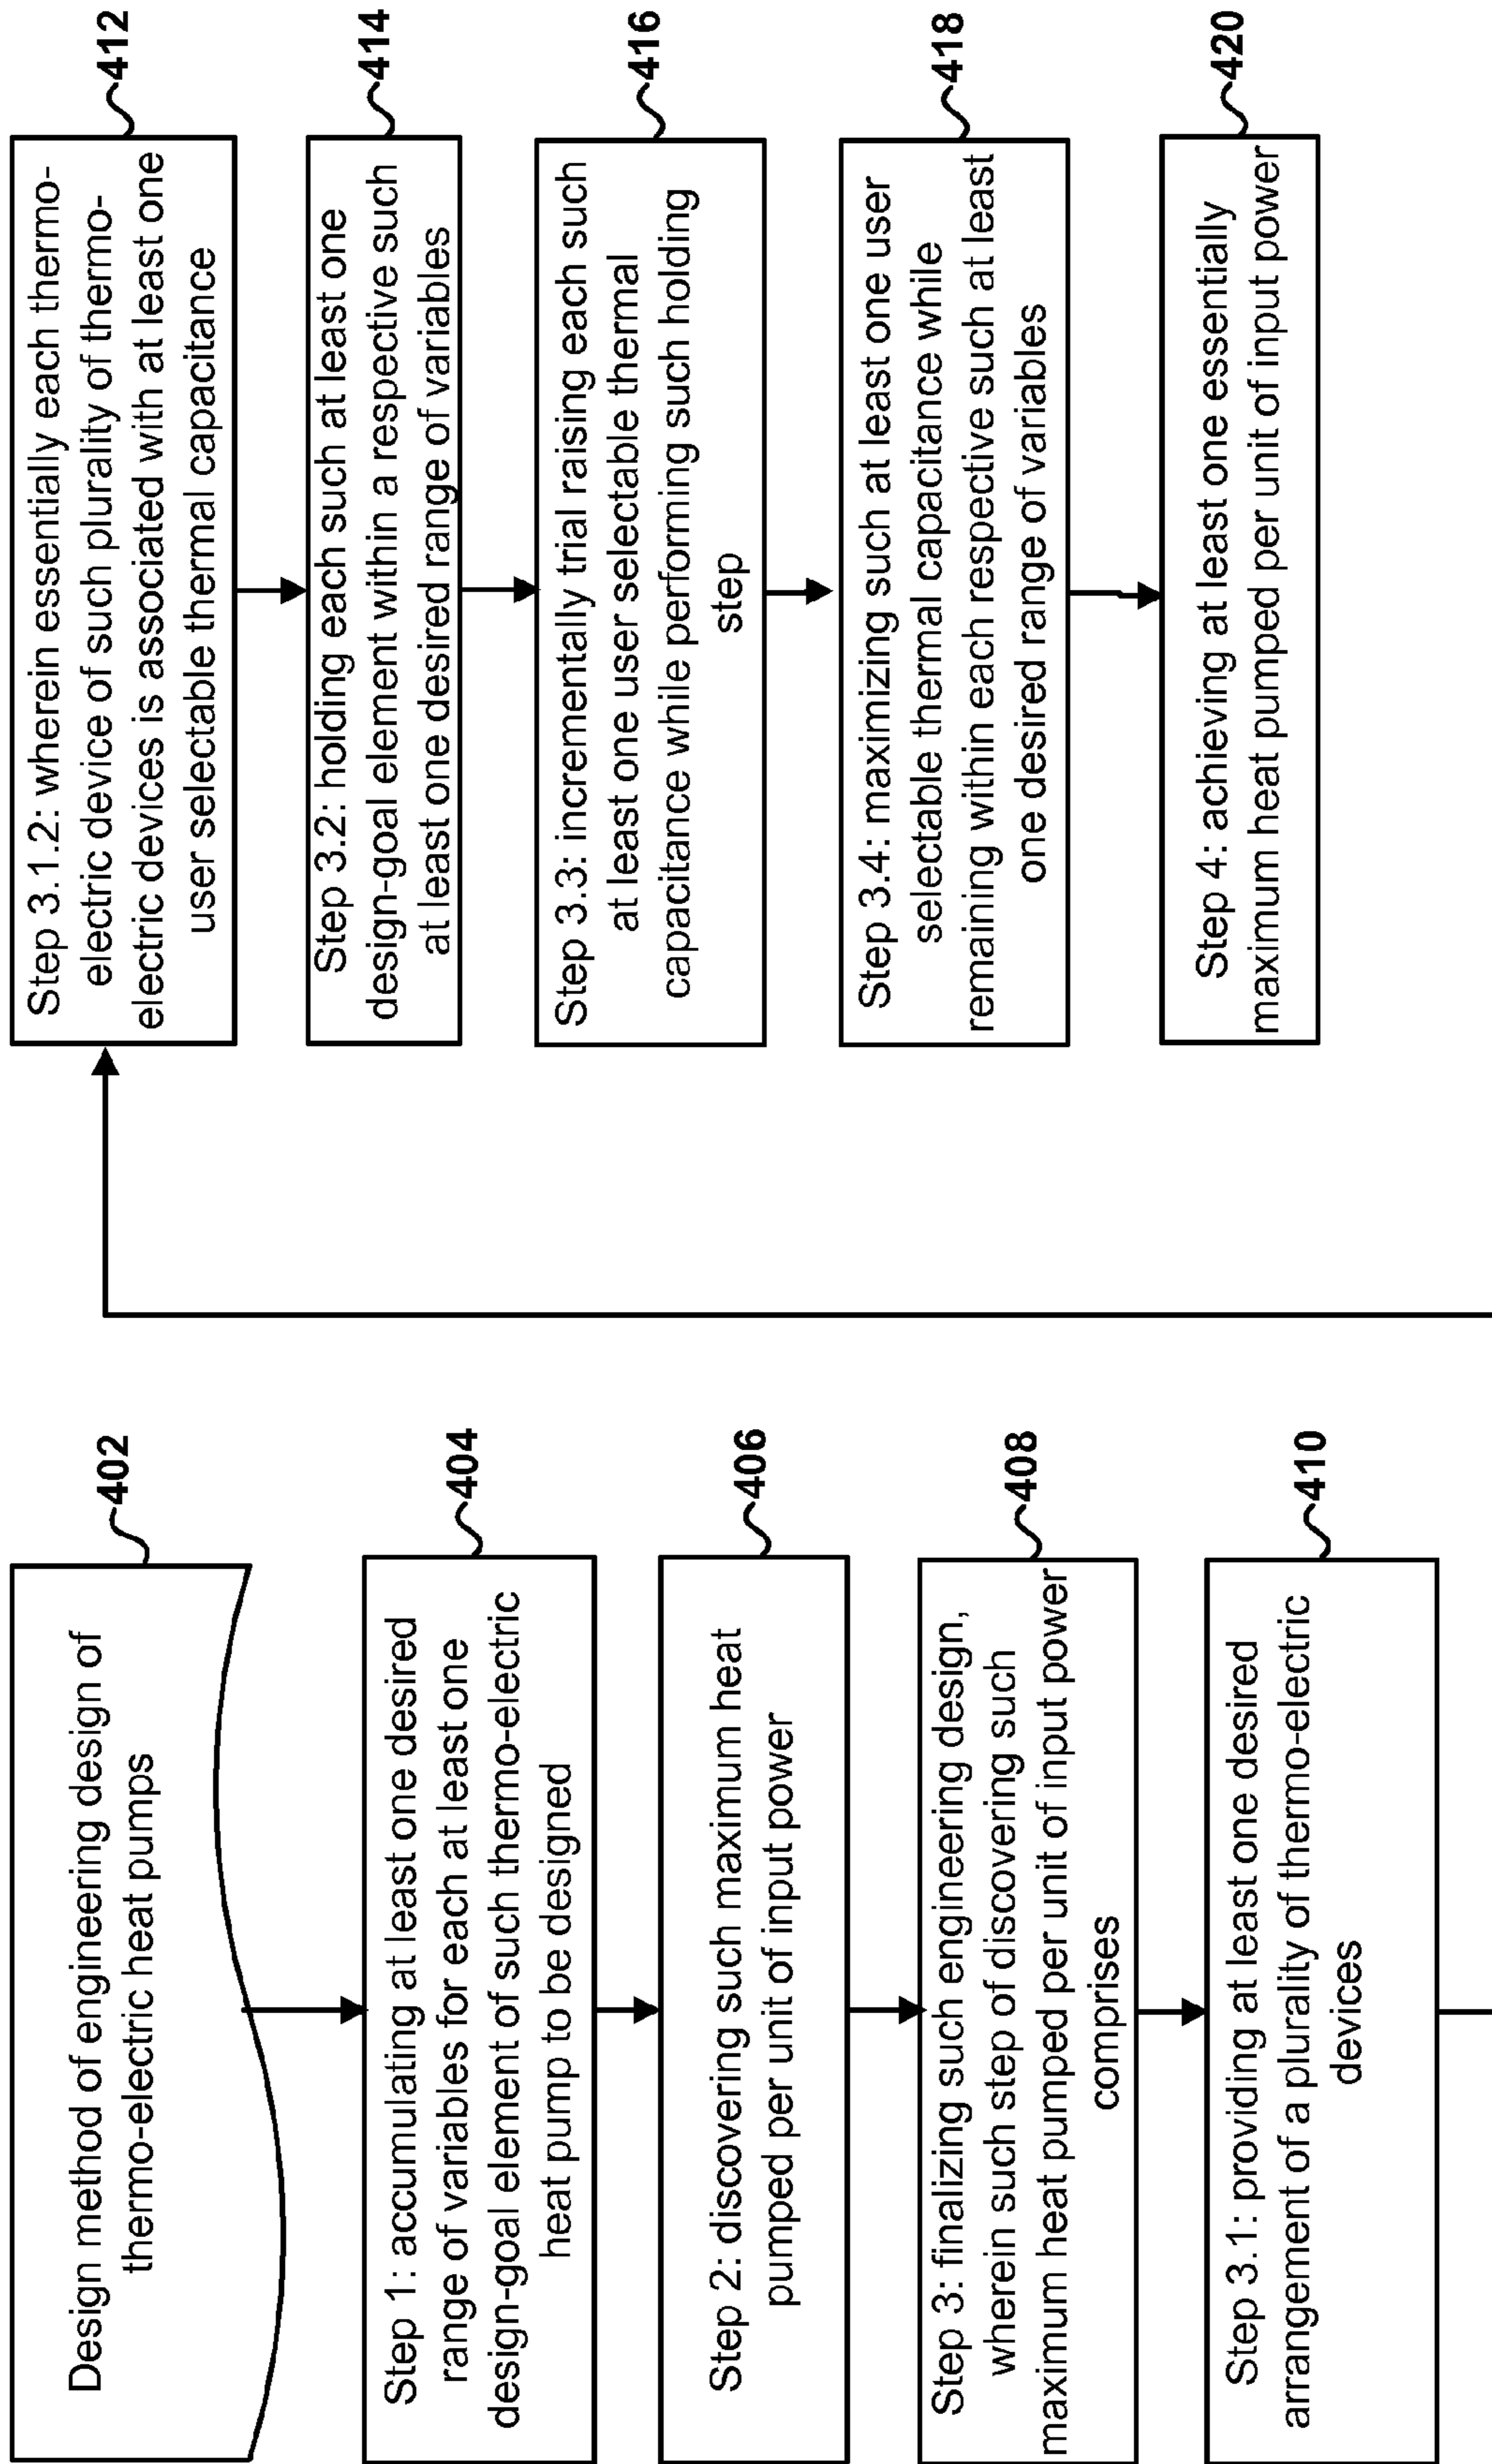 Design method of engineering design of
thermo-electric heat pumps
402
Step 1: accumulating at least one desired
range of variables for each at least one
design-goal element of such thermo-electric
heat pump to be designed
404
Step 2: discovering such maximum heat
pumped per unit of input power
406
Step 3: finalizing such engineering design,
wherein such step of discovering such
maximum heat pumped per unit of input power
comprises
408
Step 3.1: providing at least one desired
arrangement of a plurality of thermo-electric
devices
410
Step 3.1.2: wherein essentially each thermo-
electric device of such plurality of thermo-
electric devices is associated with at least one
user selectable thermal capacitance
412
Step 3.2: holding each such at least one
design-goal element within a respective such
at least one desired range of variables
414
Step 3.3: incrementally trial raising each such
at least one user selectable thermal
capacitance while performing such holding
step
416
Step 3.4: maximizing such at least one user
selectable thermal capacitance while
remaining within each respective such at least
one desired range of variables
418
Step 4: achieving at least one essentially
maximum heat pumped per unit of input power
420